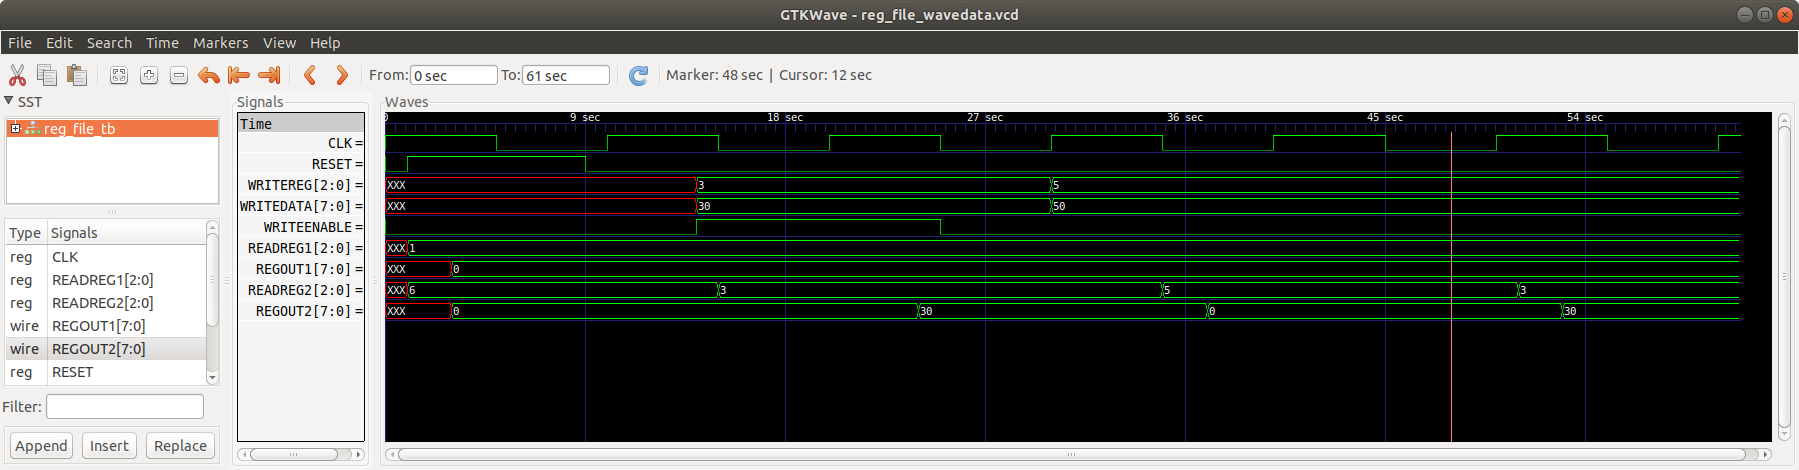 GTKWave - reg_file_wavedata.vcd
File Edit Search Time Markers View Help
From: 0 sec To: 61 sec Marker: 48 sec | Cursor: 12 sec
SST
reg_file_tb
Type Signals
reg CLK
reg READREG1[2:0]
reg READREG2[2:0]
wire REGOUT1[7:0]
wire REGOUT2[7:0]
reg RESET
Filter:
Append Insert Replace
Signals
Time
CLK =
RESET =
WRITEREG[2:0] =
WRITEDATA[7:0] =
WRITEENABLE =
READREG1[2:0] =
REGOUT1[7:0] =
READREG2[2:0] =
REGOUT2[7:0] =
Waves
0 9 sec 18 sec 27 sec 36 sec 45 sec 54 sec
XXX 3 5
XXX 30 50
XXX 1
XXX 0
XXX 6 3 5 3
XXX 0 30 0 30